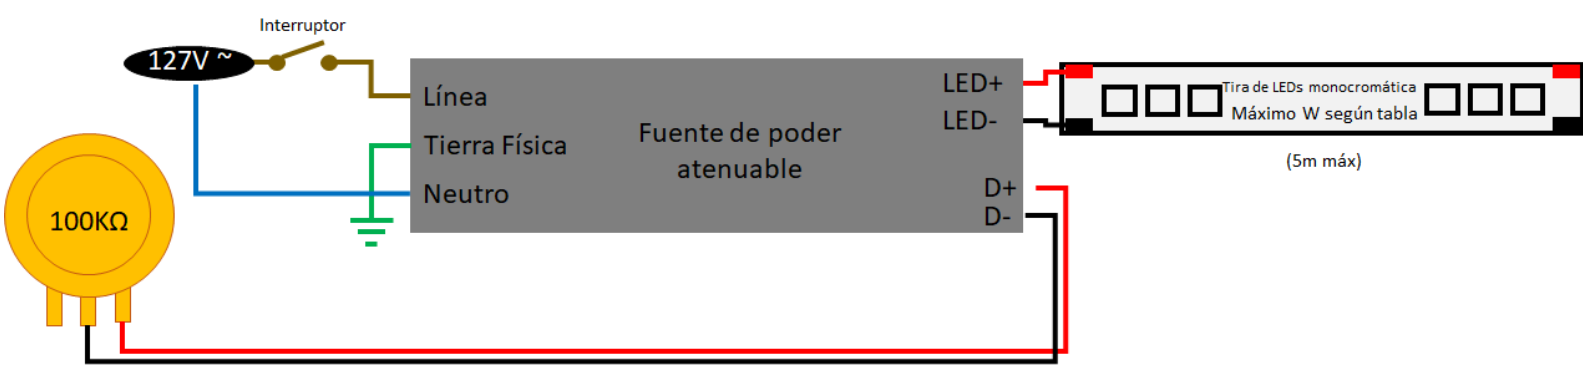 Interruptor
127V ~
Línea
Tierra Física
Neutro
Fuente de poder
atenuable
LED+
LED-
D+
D-
Tira de LEDs monocromática
Máximo W según tabla
(5m máx)
100KΩ